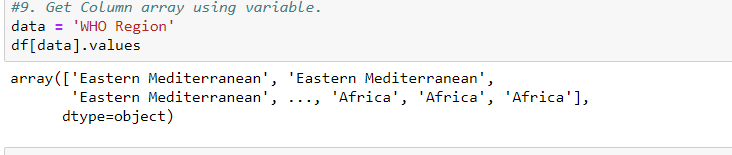 #9. Get Column array using variable.
data = 'WHO Region'
df[data].values
array(['Eastern Mediterranean', 'Eastern Mediterranean',
'Eastern Mediterranean', ..., 'Africa', 'Africa', 'Africa'],
dtype=object)